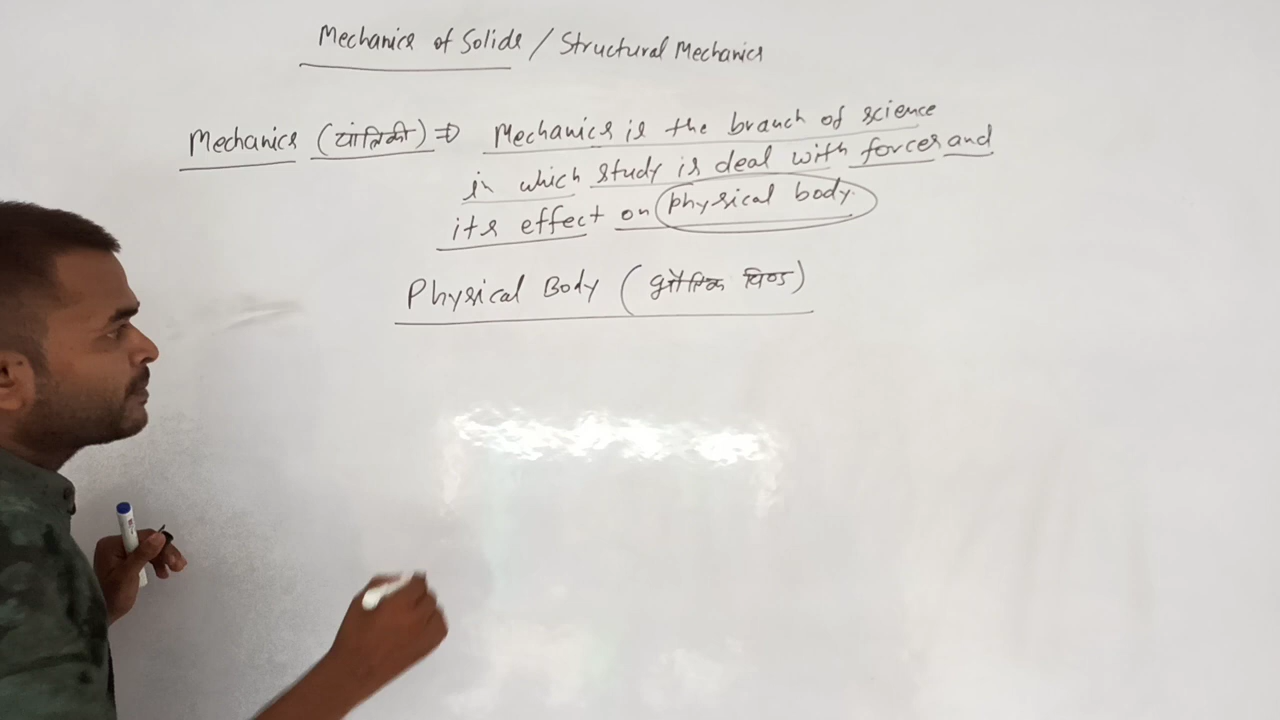 Mechanics of Solids / Structural Mechanics
Mechanics (यांत्रिकी) ⇒ Mechanics is the branch of science
in which study is deal with forces and
its effect on physical body.
Physical Body (भौतिक पिण्ड)